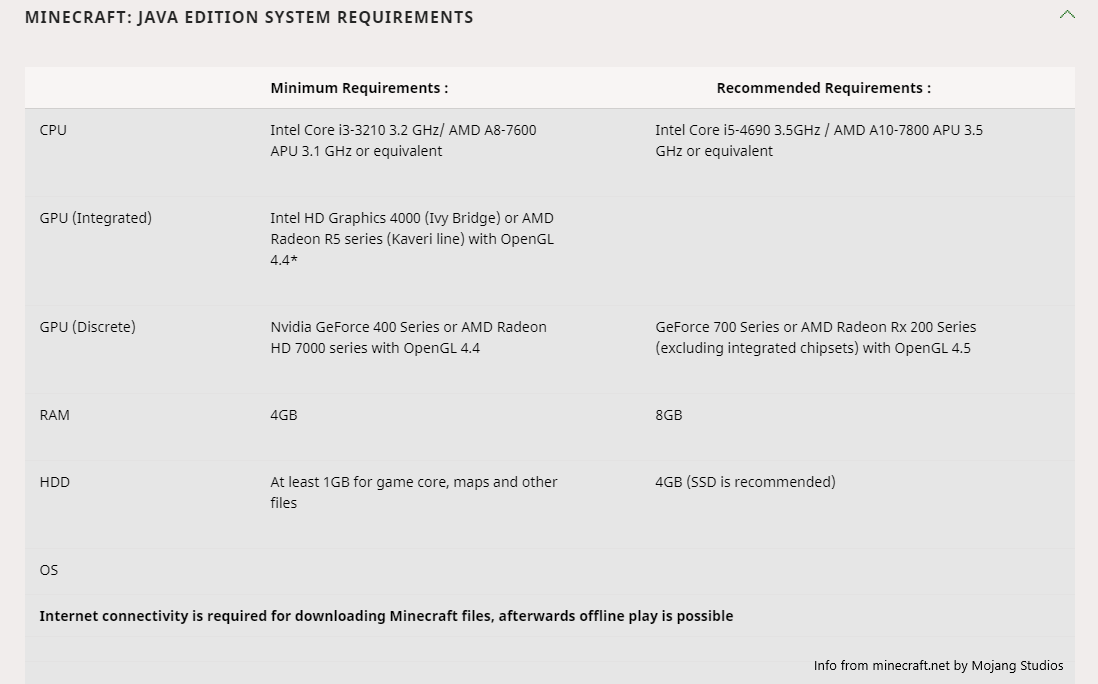 MINECRAFT: JAVA EDITION SYSTEM REQUIREMENTS
Minimum Requirements : Recommended Requirements :
CPU
Intel Core i3-3210 3.2 GHz/ AMD A8-7600
APU 3.1 GHz or equivalent
Intel Core i5-4690 3.5GHz / AMD A10-7800 APU 3.5
GHz or equivalent
GPU (Integrated)
Intel HD Graphics 4000 (Ivy Bridge) or AMD
Radeon R5 series (Kaveri line) with OpenGL
4.4*
GPU (Discrete)
Nvidia GeForce 400 Series or AMD Radeon
HD 7000 series with OpenGL 4.4
GeForce 700 Series or AMD Radeon Rx 200 Series
(excluding integrated chipsets) with OpenGL 4.5
RAM
4GB
8GB
HDD
At least 1GB for game core, maps and other
files
4GB (SSD is recommended)
OS
Internet connectivity is required for downloading Minecraft files, afterwards offline play is possible
Info from minecraft.net by Mojang Studios